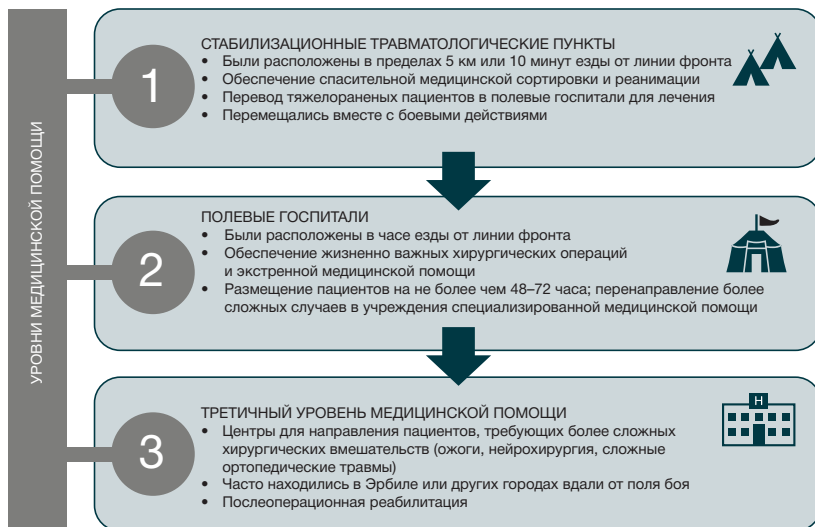 УРОВНИ МЕДИЦИНСКОЙ ПОМОЩИ
1
СТАБИЛИЗАЦИОННЫЕ ТРАВМАТОЛОГИЧЕСКИЕ ПУНКТЫ
• Были расположены в пределах 5 км или 10 минут езды от линии фронта
• Обеспечение спасительной медицинской сортировки и реанимации
• Перевод тяжелораненых пациентов в полевые госпитали для лечения
• Перемещались вместе с боевыми действиями
2
ПОЛЕВЫЕ ГОСПИТАЛИ
• Были расположены в часе езды от линии фронта
• Обеспечение жизненно важных хирургических операций
и экстренной медицинской помощи
• Размещение пациентов на не более чем 48–72 часа; перенаправление более
сложных случаев в учреждения специализированной медицинской помощи
3
ТРЕТИЧНЫЙ УРОВЕНЬ МЕДИЦИНСКОЙ ПОМОЩИ
• Центры для направления пациентов, требующих более сложных
хирургических вмешательств (ожоги, нейрохирургия, сложные
ортопедические травмы)
• Часто находились в Эрбиле или других городах вдали от поля боя
• Послеоперационная реабилитация
H